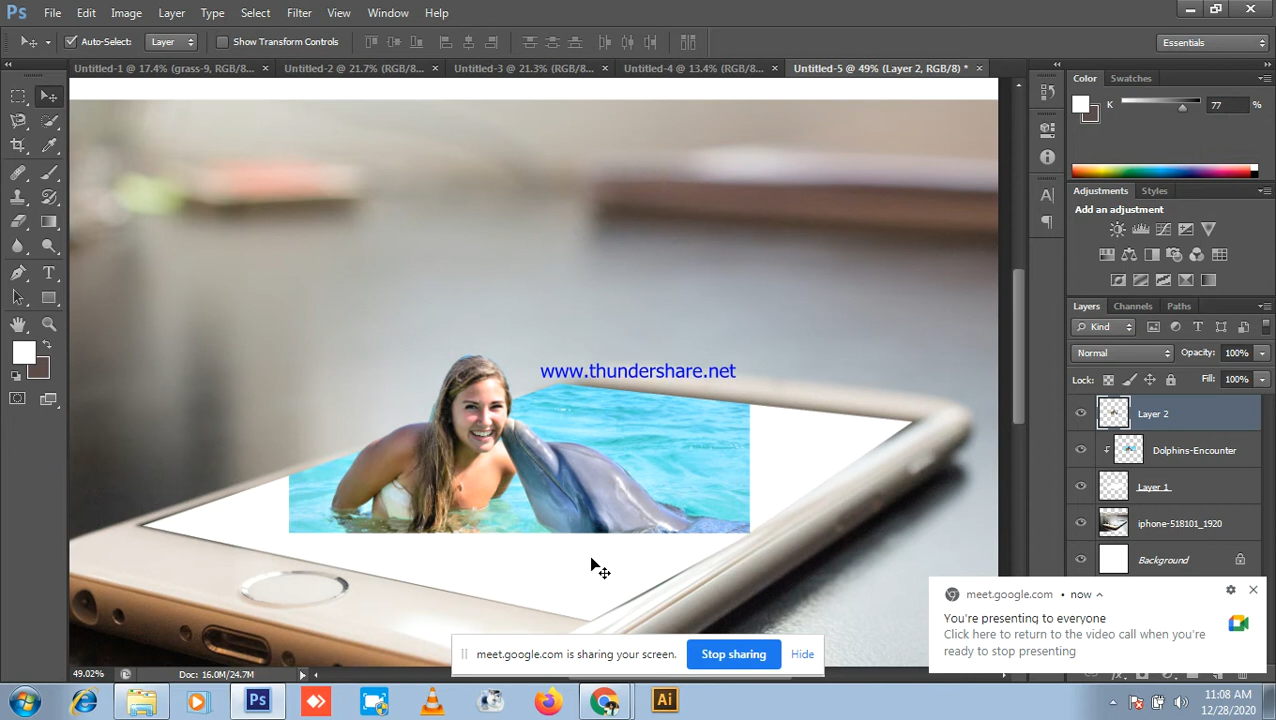 Ps File Edit Image Layer Type Select Filter View Window Help
Auto-Select: Layer Show Transform Controls Essentials
Untitled-1 @ 17.4% (grass-9, RGB/8... × Untitled-2 @ 21.7% (RGB/8... × Untitled-3 @ 21.3% (RGB/8... × Untitled-4 @ 13.4% (RGB/8... × Untitled-5 @ 49% (Layer 2, RGB/8) * ×
Color Swatches
K 77 %
Adjustments Styles
Add an adjustment
Layers Channels Paths
Kind
Normal Opacity: 100%
Lock: Fill: 100%
Layer 2
Dolphins-Encounter
Layer 1
iphone-518101_1920
Background
www.thundershare.net
meet.google.com • now
You're presenting to everyone
Click here to return to the video call when you're
ready to stop presenting
meet.google.com is sharing your screen. Stop sharing Hide
49.02% Doc: 16.0M/24.7M
Ps Ai
11:08 AM
12/28/2020